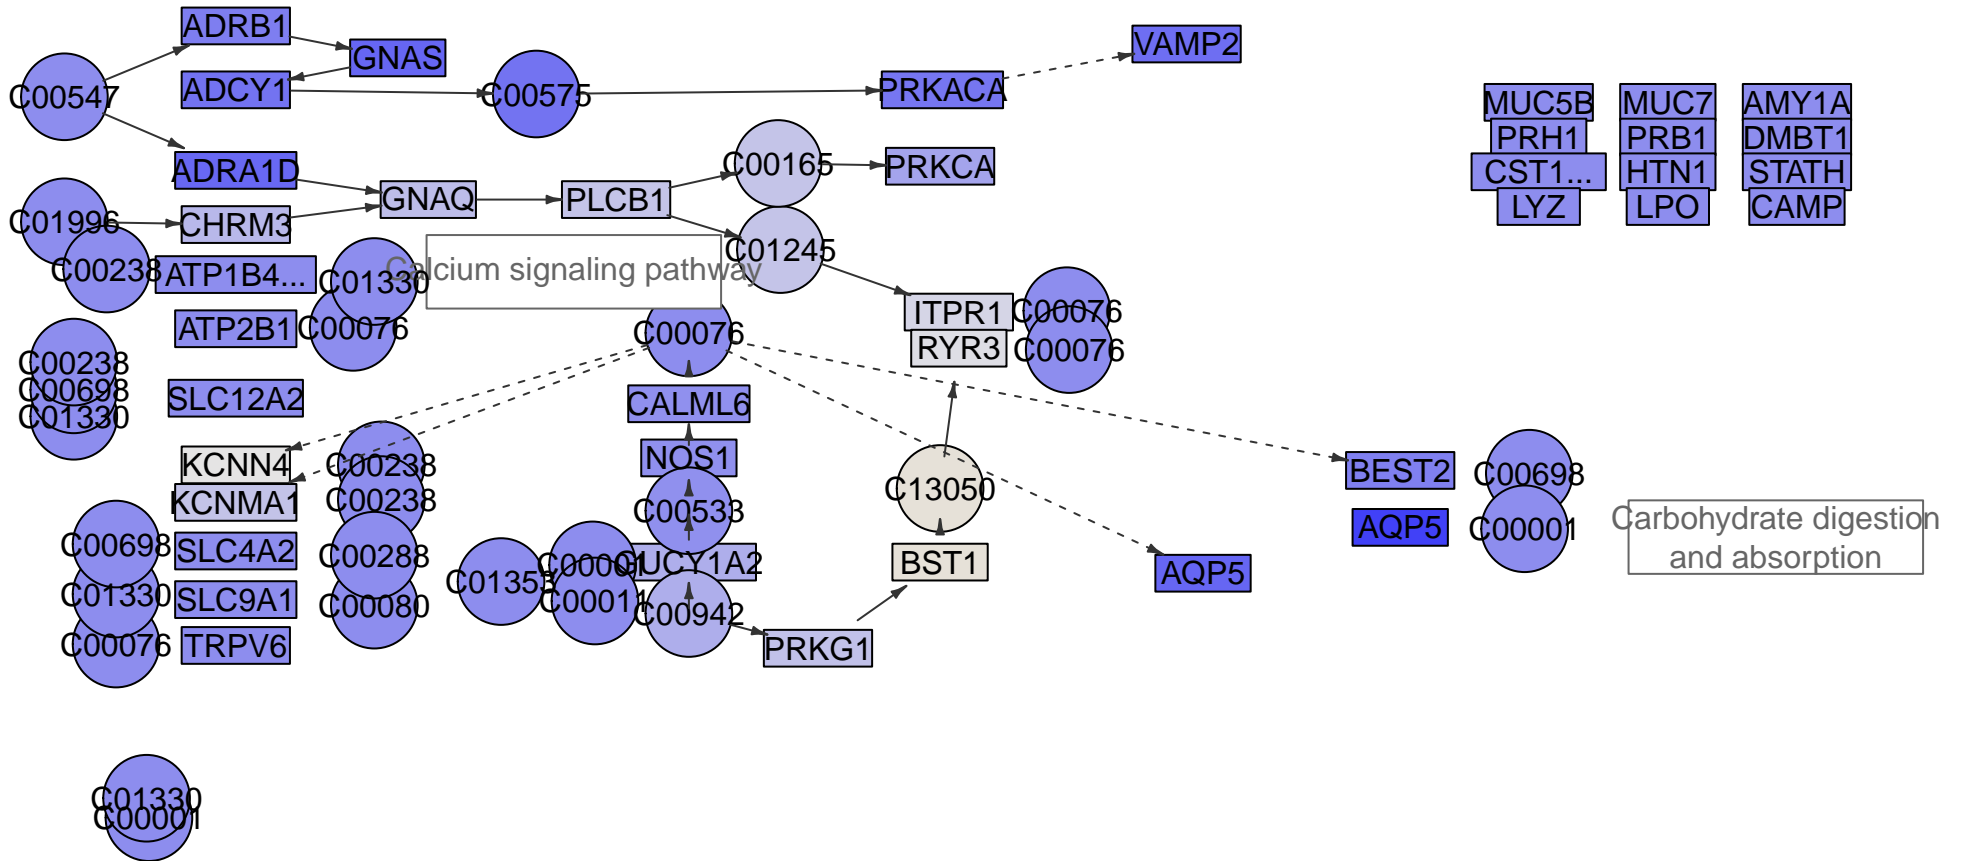 ADRB1
GNAS
VAMP2
C00547
ADCY1
C00575
PRKACA
MUC5B
MUC7
AMY1A
PRH1
PRB1
DMBT1
ADRA1D
C00165
PRKCA
CST1...
HTN1
STATH
GNAQ
PLCB1
LYZ
LPO
CAMP
C01996
CHRM3
C01245
C00238
ATP1B4...
C01330
Calcium signaling pathway
ITPR1
C00076
ATP2B1
C00076
C00076
RYR3
C00076
C00238
C00698
C01330
SLC12A2
CALML6
KCNN4
C00238
NOS1
BEST2
C00698
C13050
KCNMA1
C00238
C00533
AQP5
C00001
Carbohydrate digestion
and absorption
C00698
SLC4A2
C00288
C00001
GUCY1A2
BST1
AQP5
C01353
C01330
SLC9A1
C00080
C00011
C00942
C00076
TRPV6
PRKG1
C01330
C00001